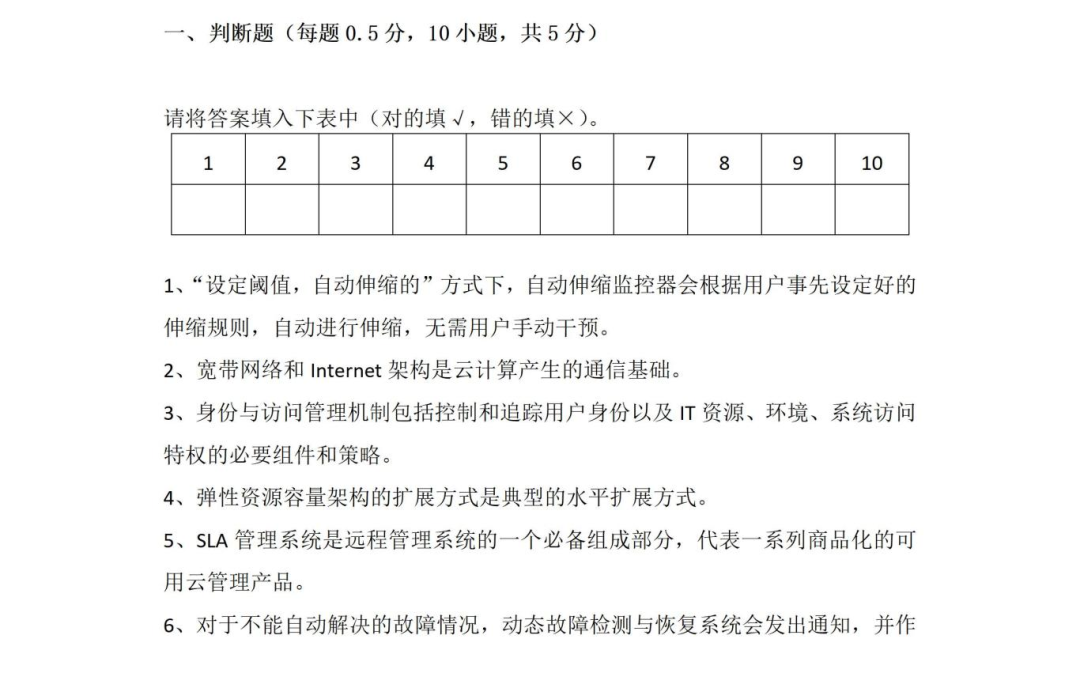 一、判断题（每题 0.5 分，10 小题，共 5 分）
请将答案填入下表中（对的填√，错的填×）。
1 2 3 4 5 6 7 8 9 10
1、“设定阈值，自动伸缩的”方式下，自动伸缩监控器会根据用户事先设定好的
伸缩规则，自动进行伸缩，无需用户手动干预。
2、宽带网络和 Internet 架构是云计算产生的通信基础。
3、身份与访问管理机制包括控制和追踪用户身份以及 IT 资源、环境、系统访问
特权的必要组件和策略。
4、弹性资源容量架构的扩展方式是典型的水平扩展方式。
5、SLA 管理系统是远程管理系统的一个必备组成部分，代表一系列商品化的可
用云管理产品。
6、对于不能自动解决的故障情况，动态故障检测与恢复系统会发出通知，并作